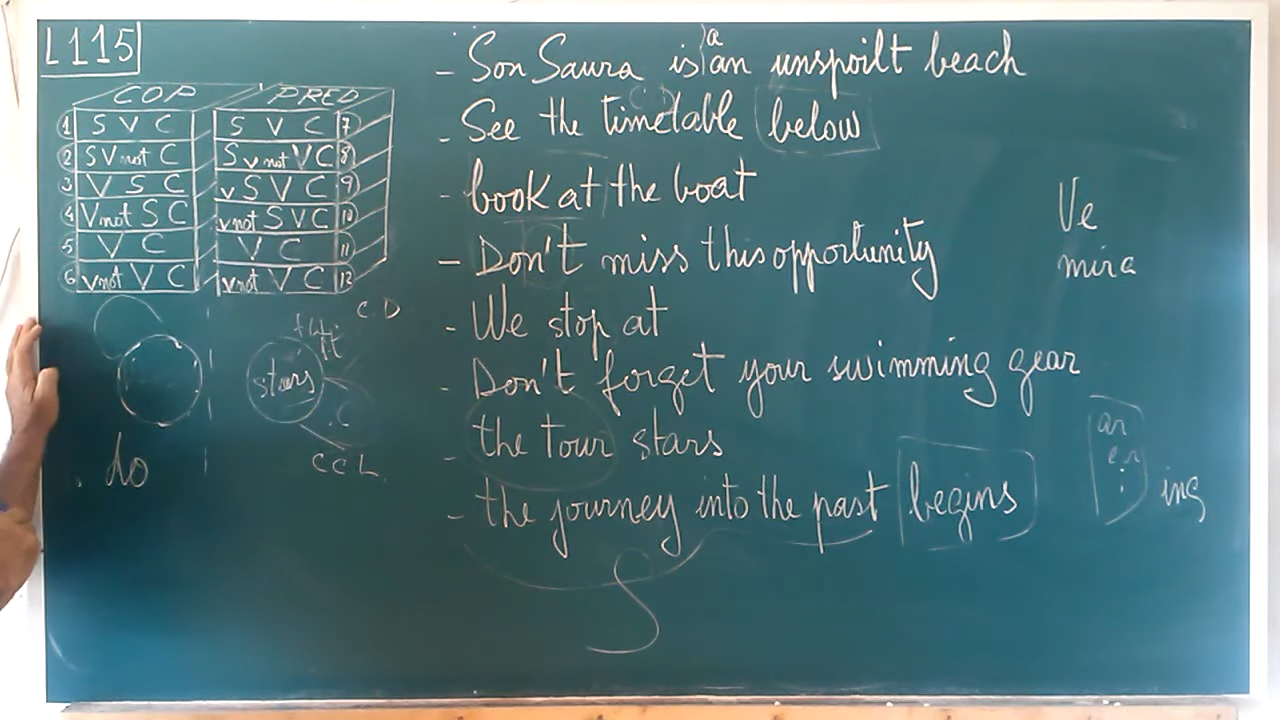 L115
COP PRED
1 S V C S V C 7
2 S V not C S v not V C 8
3 V S C v S V C 9
4 V not S C v not S V C 10
5 V C V C 11
6 v not V C v not V C 12
C D
stars
C C L
. do
a
- Son Saura is an unspoilt beach
- See the timetable below
- book at the boat
- Don't miss this opportunity
- We stop at
- Don't forget your swimming gear
- the tour stars
- the journey into the past begins
S
Ve
mira
ar
er
ir
ing